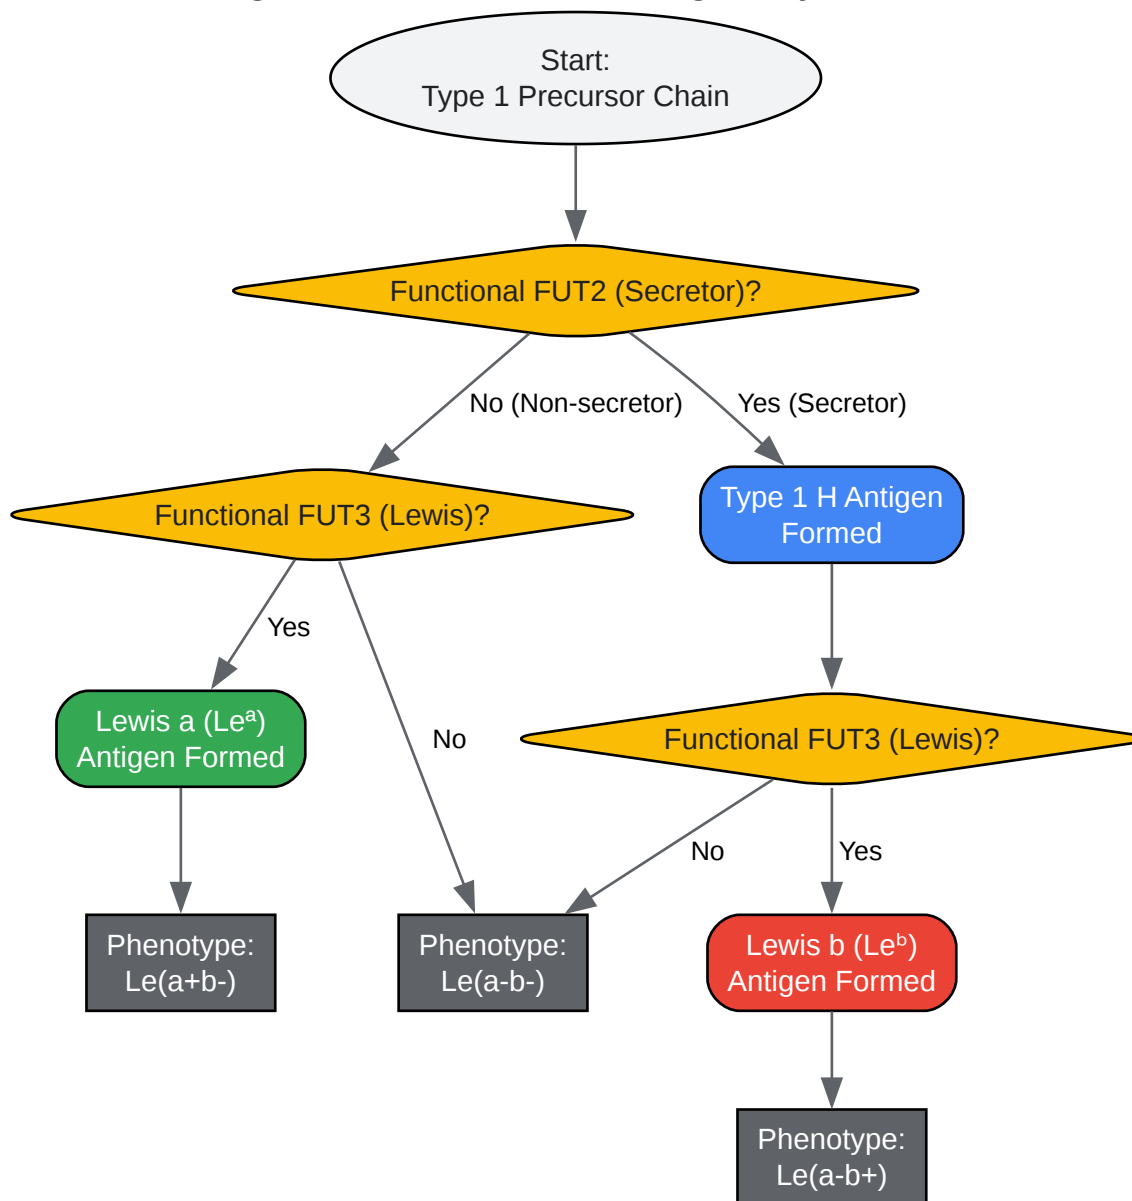 Start:
Type 1 Precursor Chain
Functional FUT2 (Secretor)?
No (Non-secretor)
Yes (Secretor)
Functional FUT3 (Lewis)?
Type 1 H Antigen
Formed
Yes
Lewis a (Leᵃ)
Antigen Formed
No
Functional FUT3 (Lewis)?
No
Yes
Phenotype:
Le(a+b-)
Phenotype:
Le(a-b-)
Lewis b (Leᵇ)
Antigen Formed
Phenotype:
Le(a-b+)